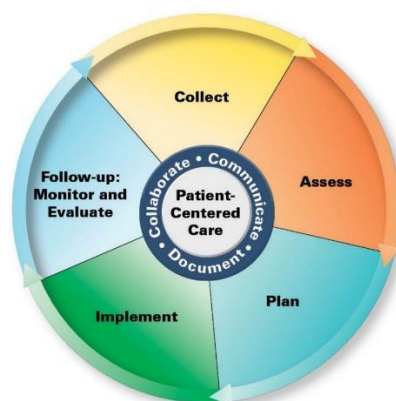 Collect
Assess
Plan
Implement
Follow-up:
Monitor and
Evaluate
Collaborate • Communicate • Document •
Patient-
Centered
Care